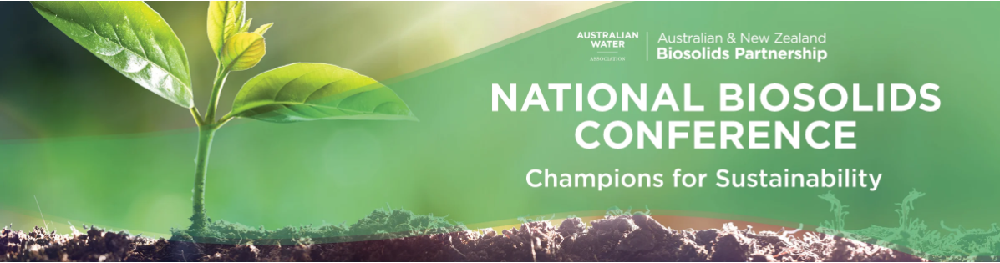 AUSTRALIAN
WATER
ASSOCIATION
Australian & New Zealand
Biosolids Partnership
NATIONAL BIOSOLIDS
CONFERENCE
Champions for Sustainability